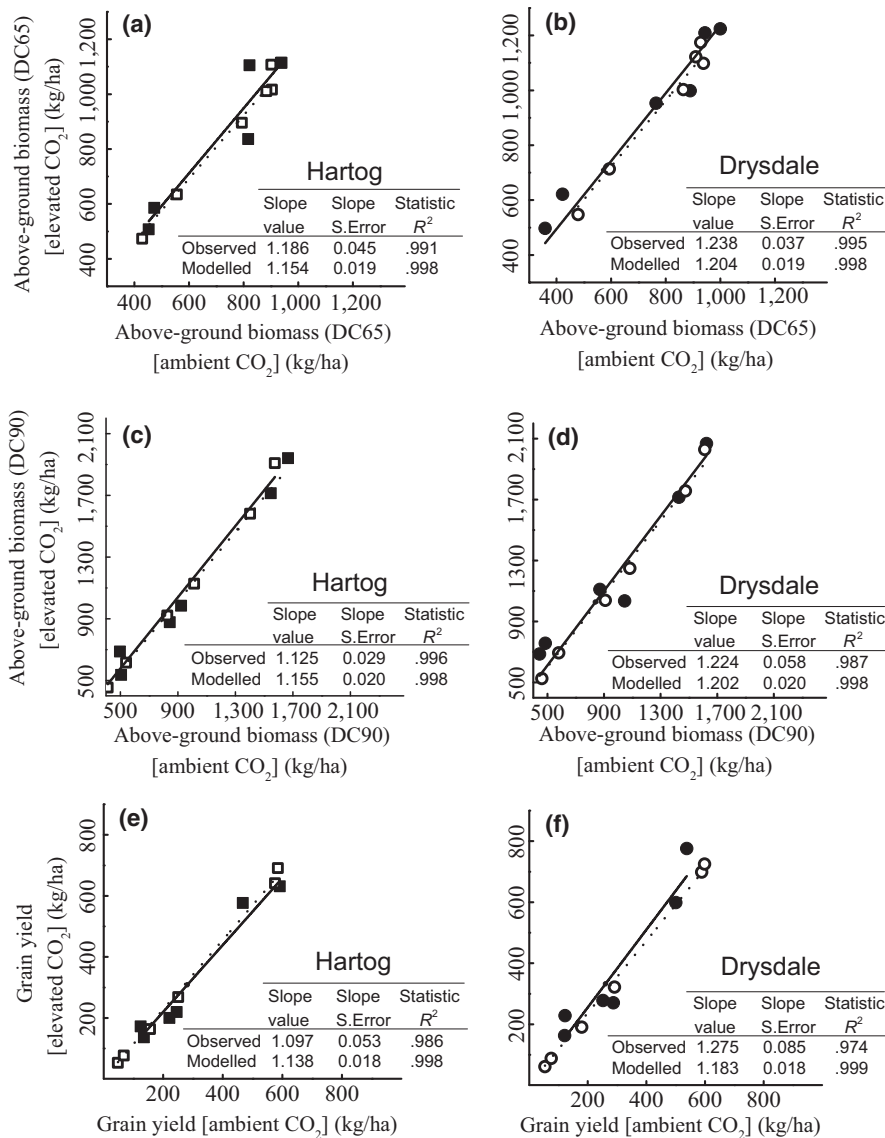 (a)
Above-ground biomass (DC65)
[elevated CO₂] (kg/ha)
1,200
1,000
800
600
400
Hartog
Slope Slope Statistic
value S.Error R²
Observed 1.186 0.045 .991
Modelled 1.154 0.019 .998
400 600 800 1,000 1,200
Above-ground biomass (DC65)
[ambient CO₂] (kg/ha)
(b)
1,200
1,000
800
600
400
Drysdale
Slope Slope Statistic
value S.Error R²
Observed 1.238 0.037 .995
Modelled 1.204 0.019 .998
400 600 800 1,000 1,200
Above-ground biomass (DC65)
[ambient CO₂] (kg/ha)
(c)
Above-ground biomass (DC90)
[elevated CO₂] (kg/ha)
2,100
1,700
1300
900
500
Hartog
Slope Slope Statistic
value S.Error R²
Observed 1.125 0.029 .996
Modelled 1.155 0.020 .998
500 900 1,300 1,700 2,100
Above-ground biomass (DC90)
[ambient CO₂] (kg/ha)
(d)
2,100
1,700
1300
900
500
Drysdale
Slope Slope Statistic
value S.Error R²
Observed 1.224 0.058 .987
Modelled 1.202 0.020 .998
500 900 1,300 1,700 2,100
Above-ground biomass (DC90)
[ambient CO₂] (kg/ha)
(e)
Grain yield
[elevated CO₂] (kg/ha)
800
600
400
200
Hartog
Slope Slope Statistic
value S.Error R²
Observed 1.097 0.053 .986
Modelled 1.138 0.018 .998
0 200 400 600 800
Grain yield [ambient CO₂] (kg/ha)
(f)
800
600
400
200
Drysdale
Slope Slope Statistic
value S.Error R²
Observed 1.275 0.085 .974
Modelled 1.183 0.018 .999
0 200 400 600 800
Grain yield [ambient CO₂] (kg/ha)